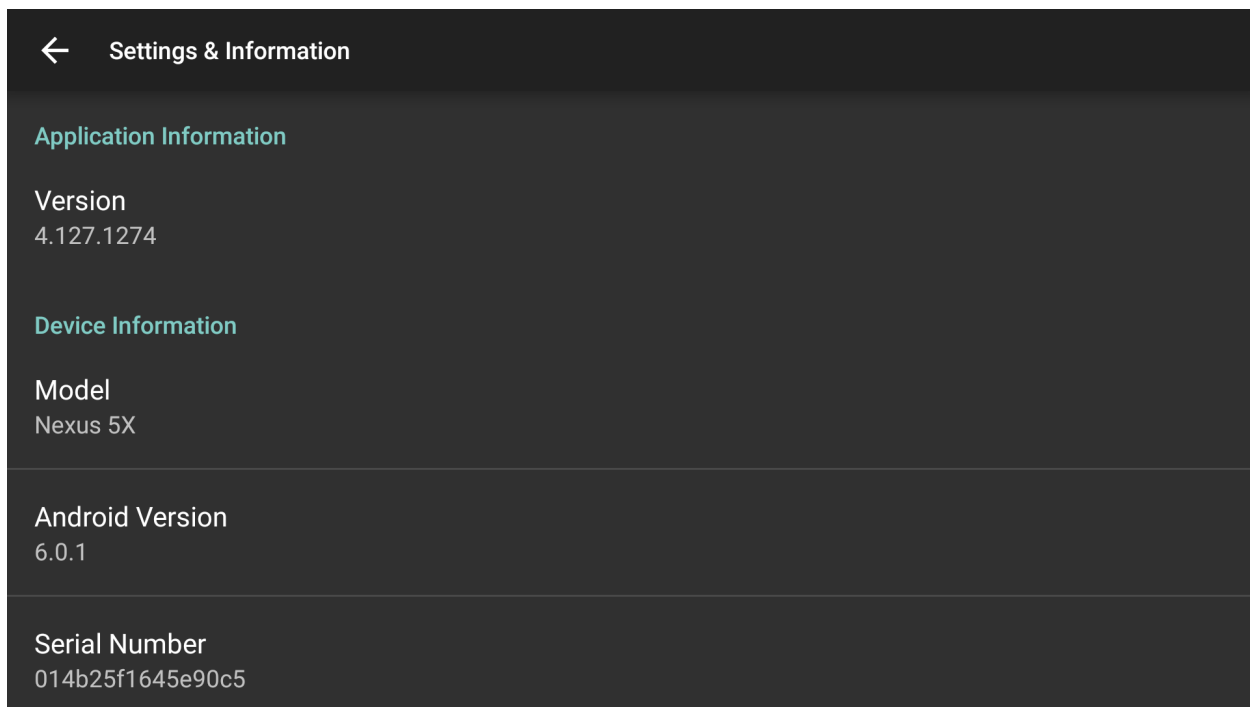 Settings & Information
Application Information
Version
4.127.1274
Device Information
Model
Nexus 5X
Android Version
6.0.1
Serial Number
014b25f1645e90c5